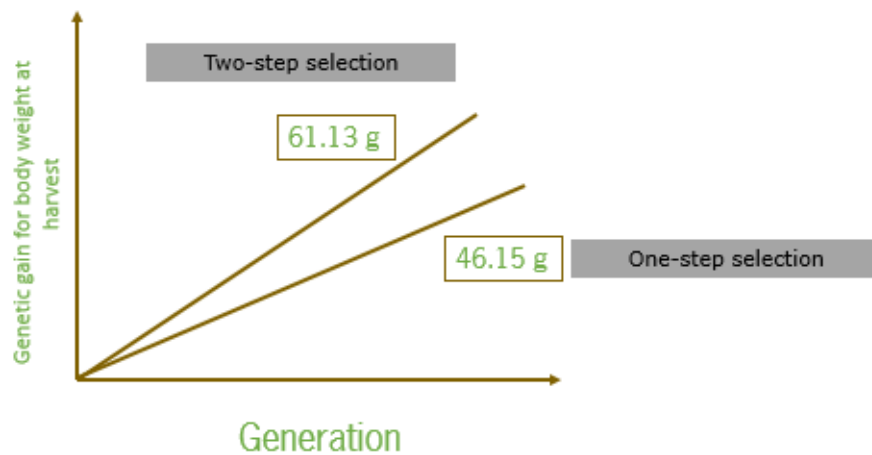 Two-step selection
61.13 g
Genetic gain for body weight at
harvest
46.15 g
One-step selection
Generation